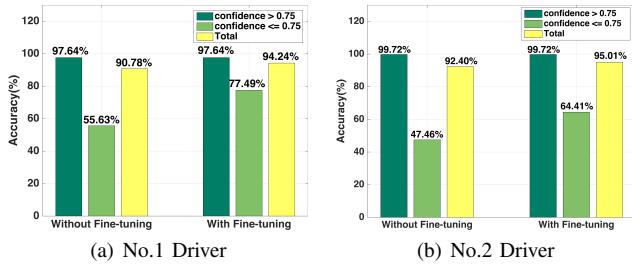 120
100
80
60
40
20
0
Accuracy(%)
confidence > 0.75
confidence <= 0.75
Total
97.64%
55.63%
90.78%
97.64%
77.49%
94.24%
Without Fine-tuning
With Fine-tuning
(a) No.1 Driver
120
100
80
60
40
20
0
Accuracy(%)
confidence > 0.75
confidence <= 0.75
Total
99.72%
47.46%
92.40%
99.72%
64.41%
95.01%
Without Fine-tuning
With Fine-tuning
(b) No.2 Driver